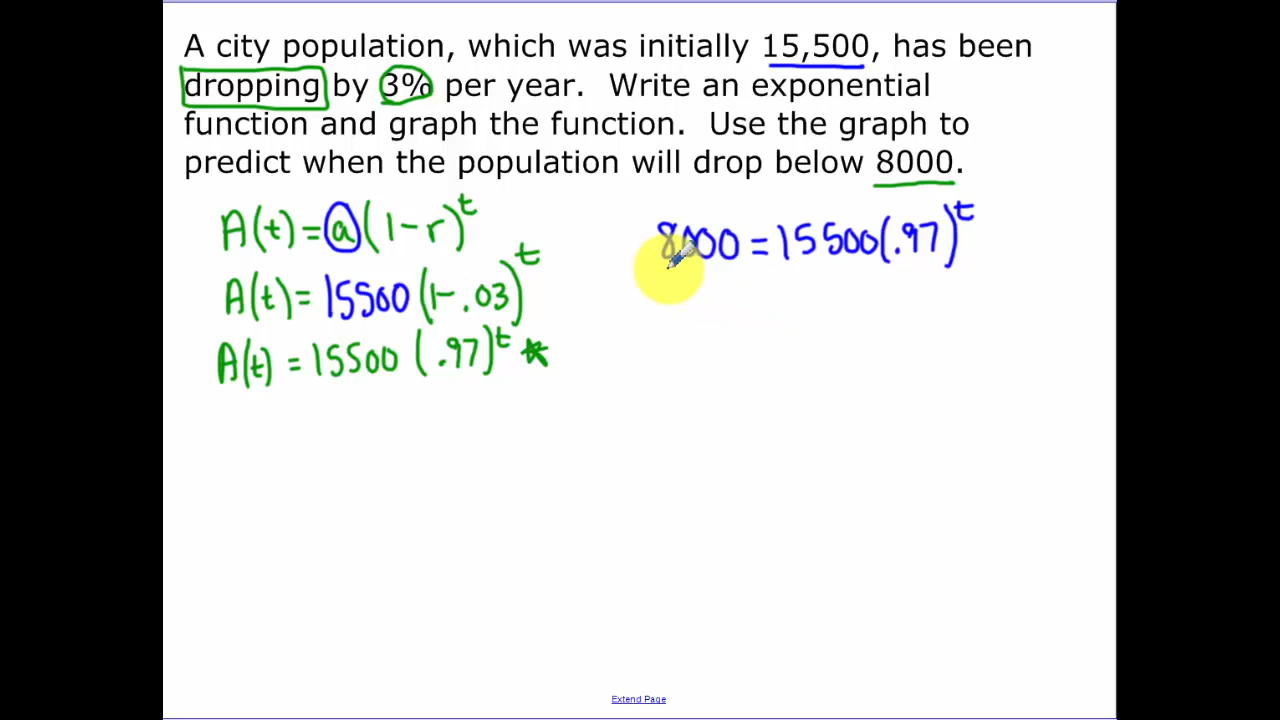 A city population, which was initially 15,500, has been
dropping by 3% per year. Write an exponential
function and graph the function. Use the graph to
predict when the population will drop below 8000.
A(t) = a(1-r)^t
A(t) = 15500(1-.03)^t
A(t) = 15500(.97)^t *
8000 = 15500(.97)^t
Extend Page